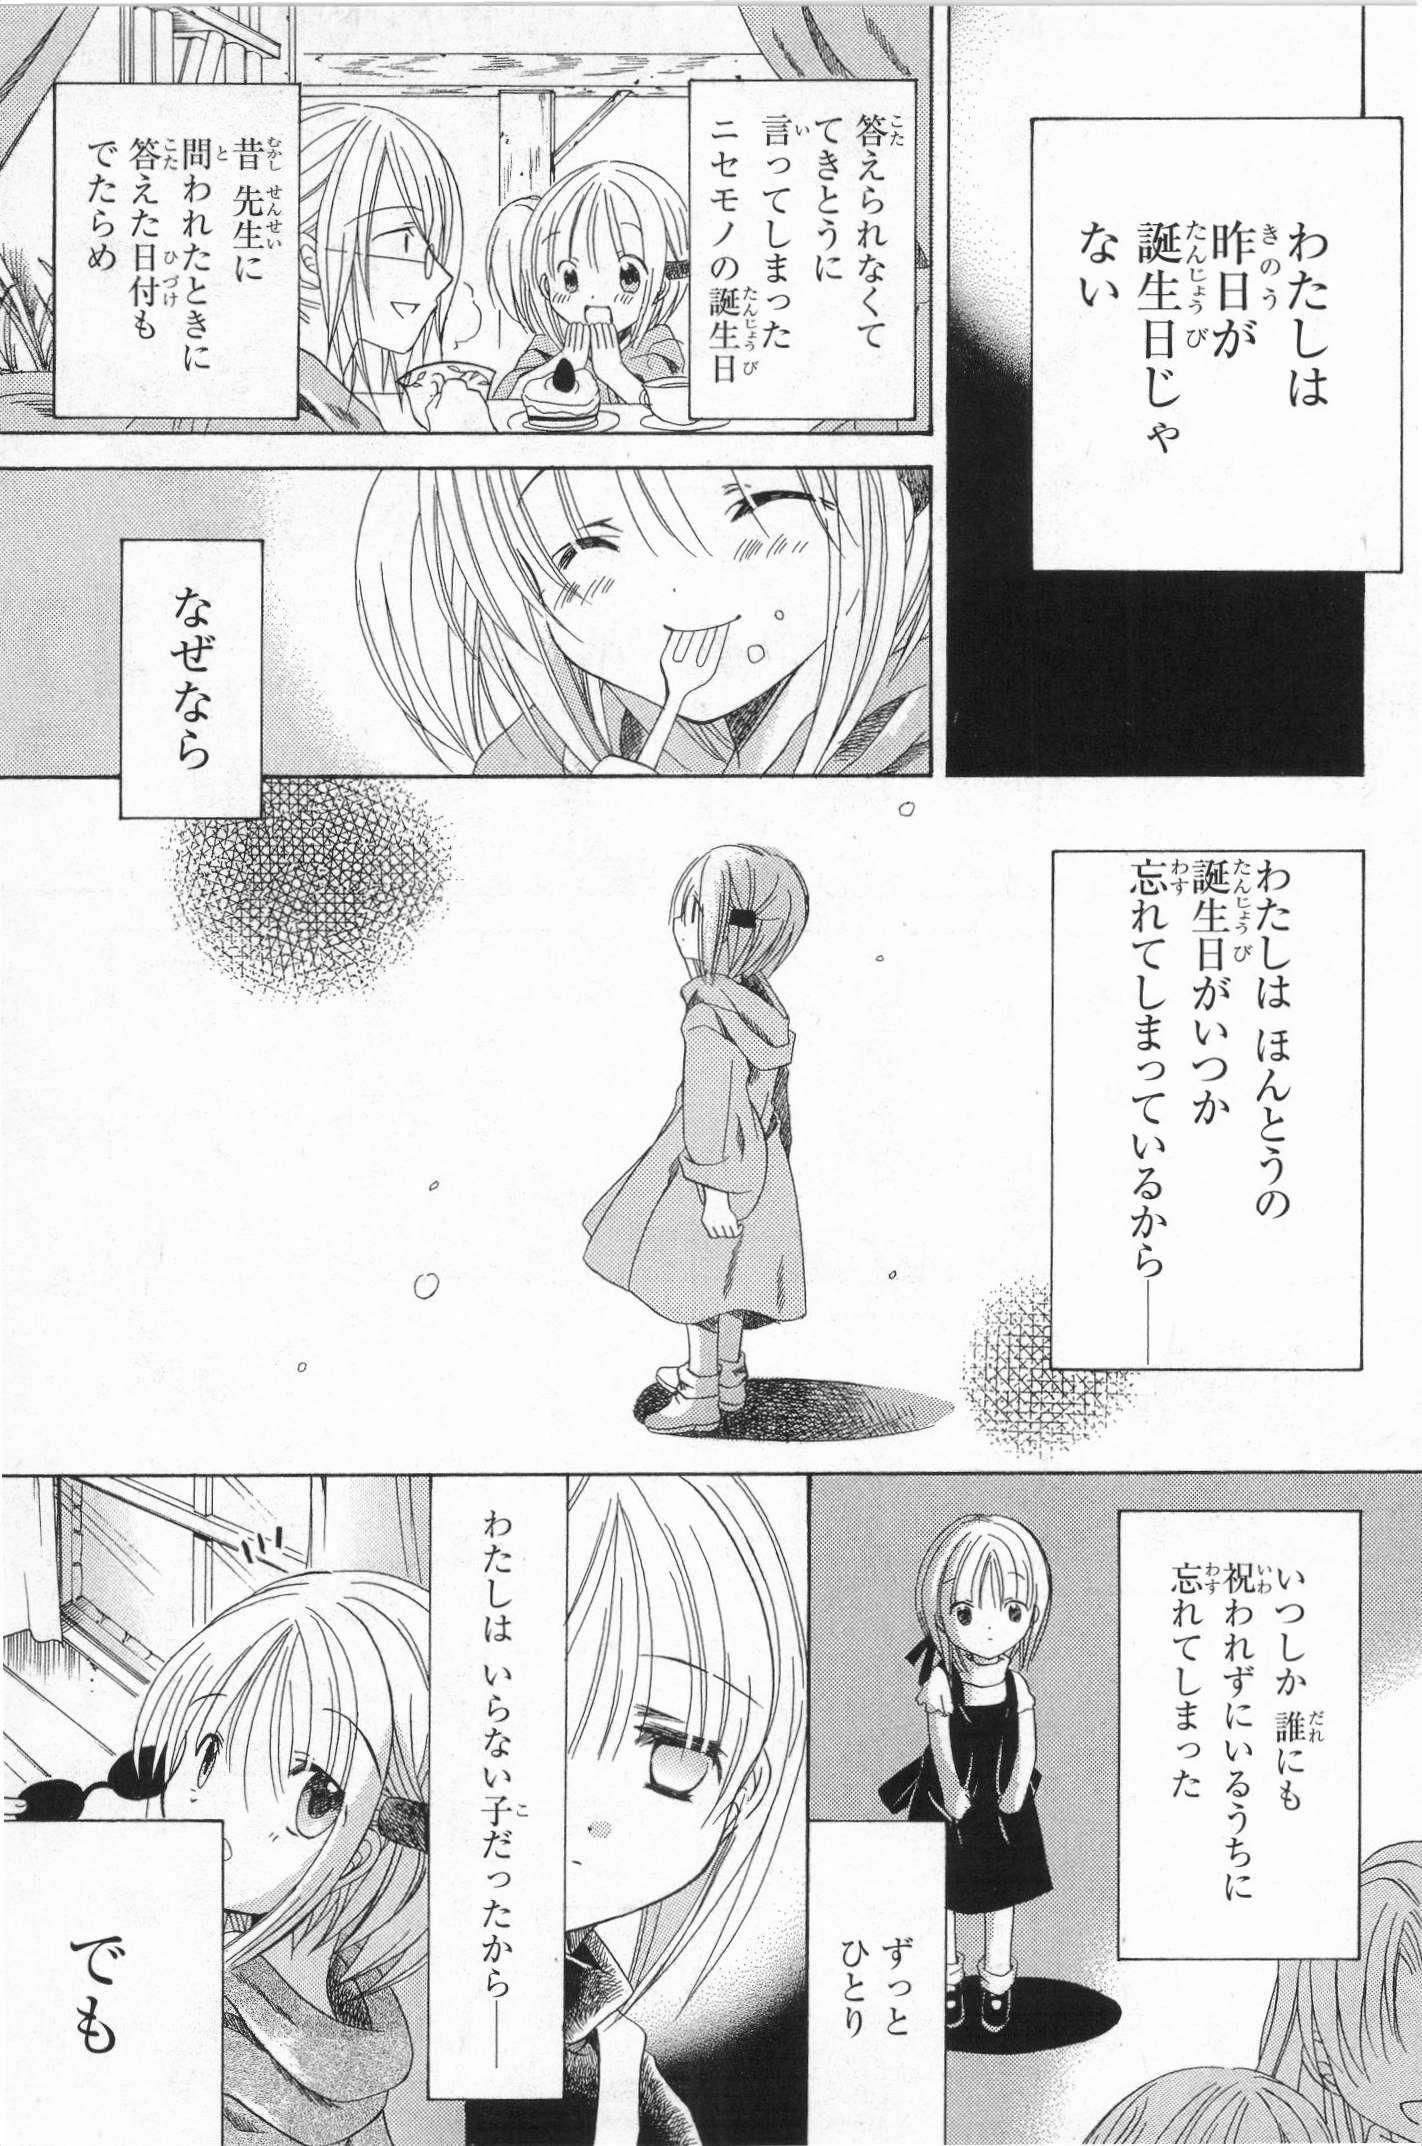 わたしは
昨日が
誕生日じゃ
ない
答えられなくて
てきとうに
言ってしまった
ニセモノの誕生日
昔 先生に
問われたときに
答えた日付も
でたらめ
なぜなら
わたしは ほんとうの
誕生日がいつか
忘れてしまっているから――
いつしか 誰にも
祝われずにいるうちに
忘れてしまった
ずっと
ひとり
わたしは いらない子だったから――
でも